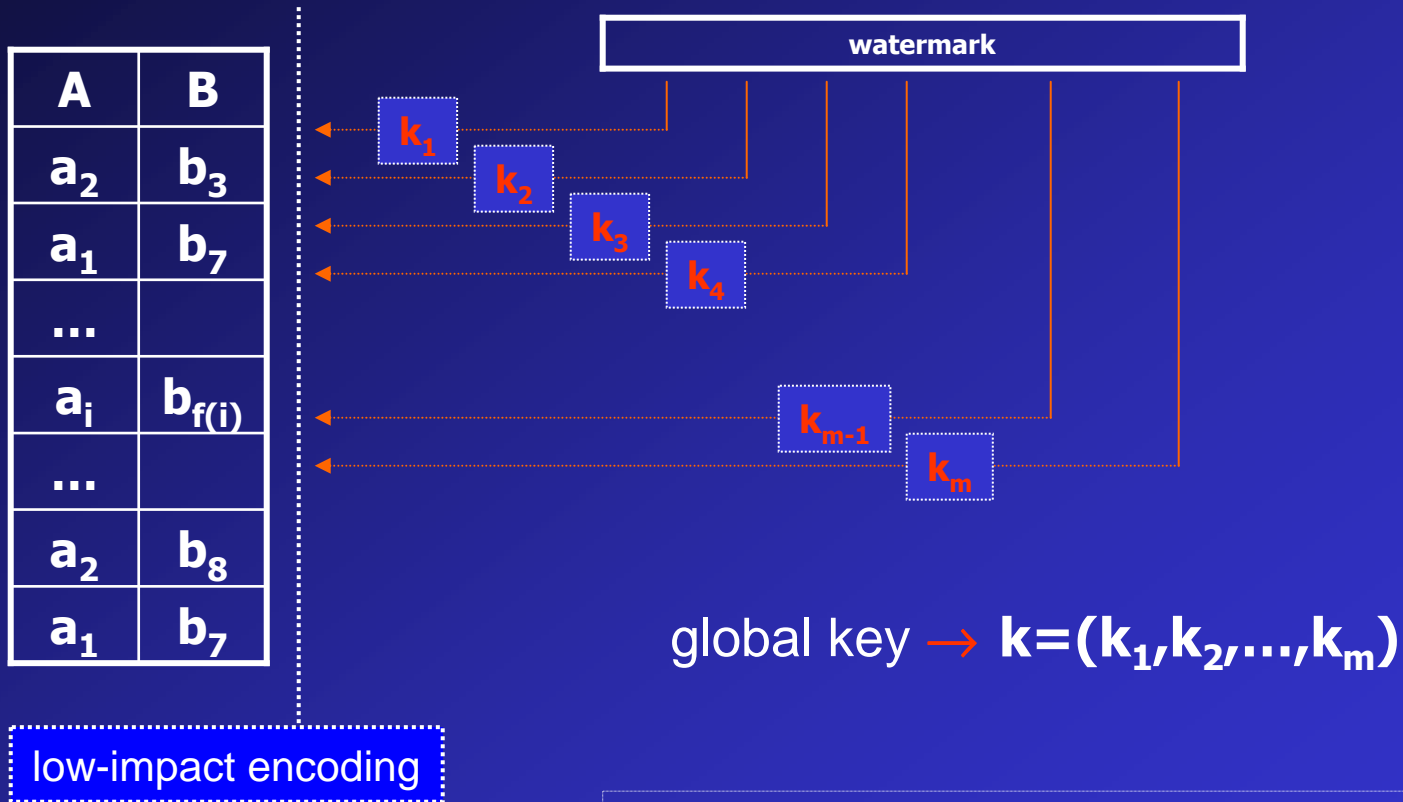 watermark
A B
a₂ b₃
a₁ b₇
...
aᵢ b_f(i)
...
a₂ b₈
a₁ b₇
k₁
k₂
k₃
k₄
kₘ₋₁
kₘ
global key → k=(k₁,k₂,...,kₘ)
low-impact encoding